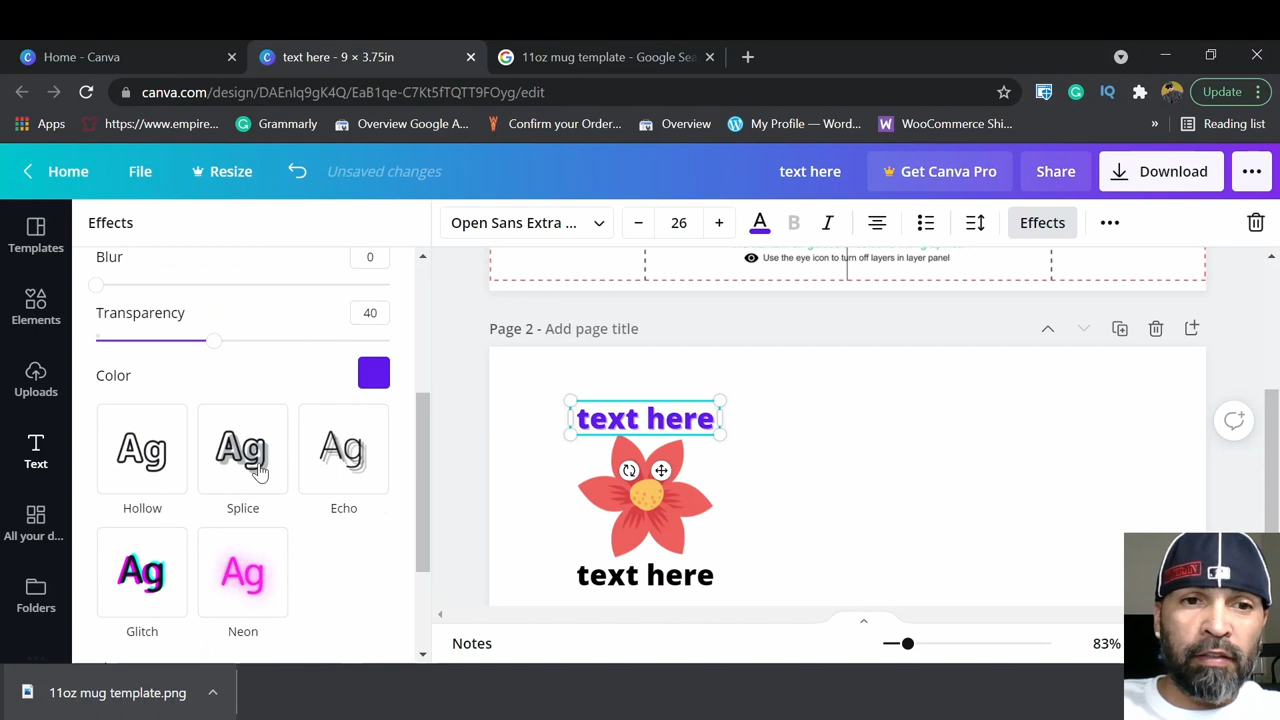 Home - Canva
text here - 9 × 3.75in
11oz mug template - Google Sea
canva.com/design/DAEnIq9gK4Q/EaB1qe-C7Kt5fTQTT9FOyg/edit
Update
Apps
https://www.empire...
Grammarly
Overview Google A...
Confirm your Order...
Overview
My Profile — Word...
WooCommerce Shi...
»
Reading list
Home
File
Resize
Unsaved changes
text here
Get Canva Pro
Share
Download
Templates
Elements
Uploads
Text
All your d...
Folders
Effects
Open Sans Extra ...
26
A
B
I
Effects
Blur
0
Transparency
40
Color
Ag
Ag
Ag
Hollow
Splice
Echo
Ag
Ag
Glitch
Neon
Use the eye icon to turn off layers in layer panel
Page 2 - Add page title
text here
text here
Notes
83%
11oz mug template.png